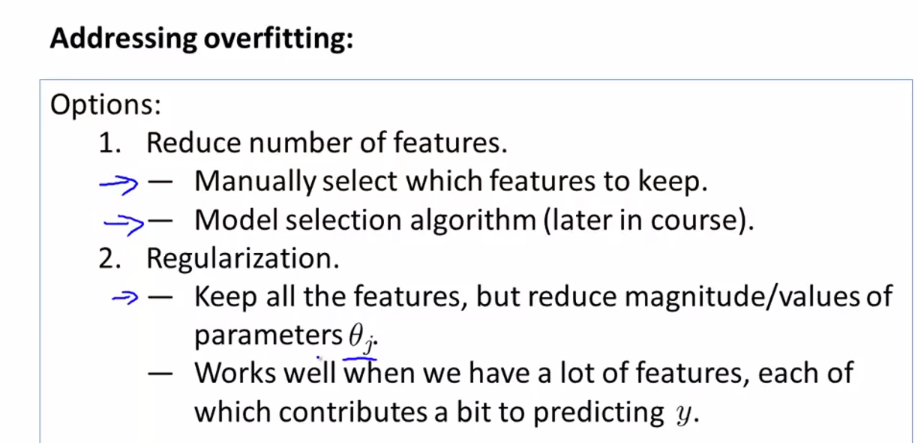 Addressing overfitting:
Options:
1. Reduce number of features.
— Manually select which features to keep.
— Model selection algorithm (later in course).
2. Regularization.
— Keep all the features, but reduce magnitude/values of
parameters θⱼ.
— Works well when we have a lot of features, each of
which contributes a bit to predicting y.